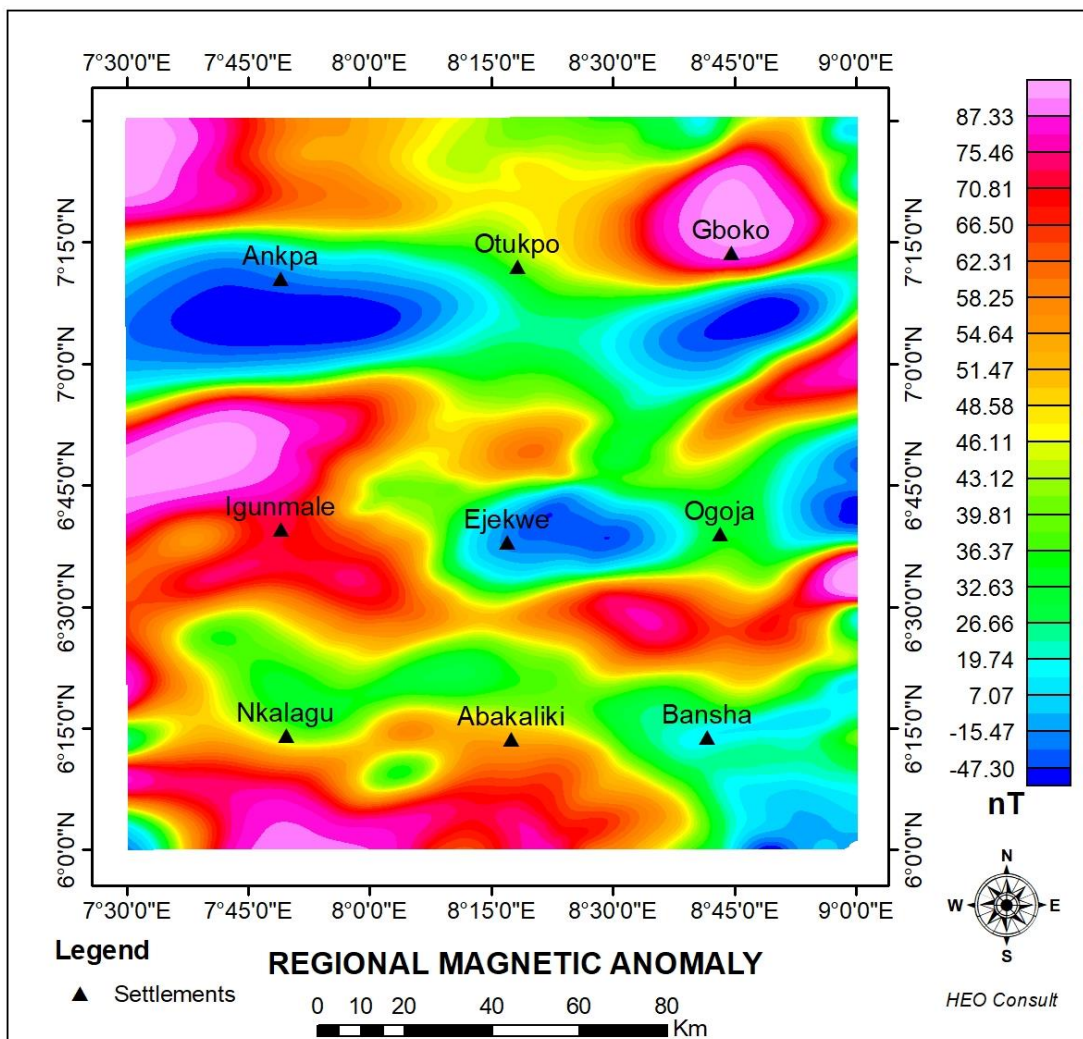 7°30'0"E 7°45'0"E 8°0'0"E 8°15'0"E 8°30'0"E 8°45'0"E 9°0'0"E
7°15'0"N
7°0'0"N
6°45'0"N
6°30'0"N
6°15'0"N
6°0'0"N
Ankpa
Otukpo
Gboko
Igunmale
Ejekwe
Ogoja
Nkalagu
Abakaliki
Bansha
7°15'0"N
7°0'0"N
6°45'0"N
6°30'0"N
6°15'0"N
6°0'0"N
7°30'0"E 7°45'0"E 8°0'0"E 8°15'0"E 8°30'0"E 8°45'0"E 9°0'0"E
87.33
75.46
70.81
66.50
62.31
58.25
54.64
51.47
48.58
46.11
43.12
39.81
36.37
32.63
26.66
19.74
7.07
-15.47
-47.30
nT
N
W E
S
Legend
Settlements
REGIONAL MAGNETIC ANOMALY
0 10 20 40 60 80
Km
HEO Consult